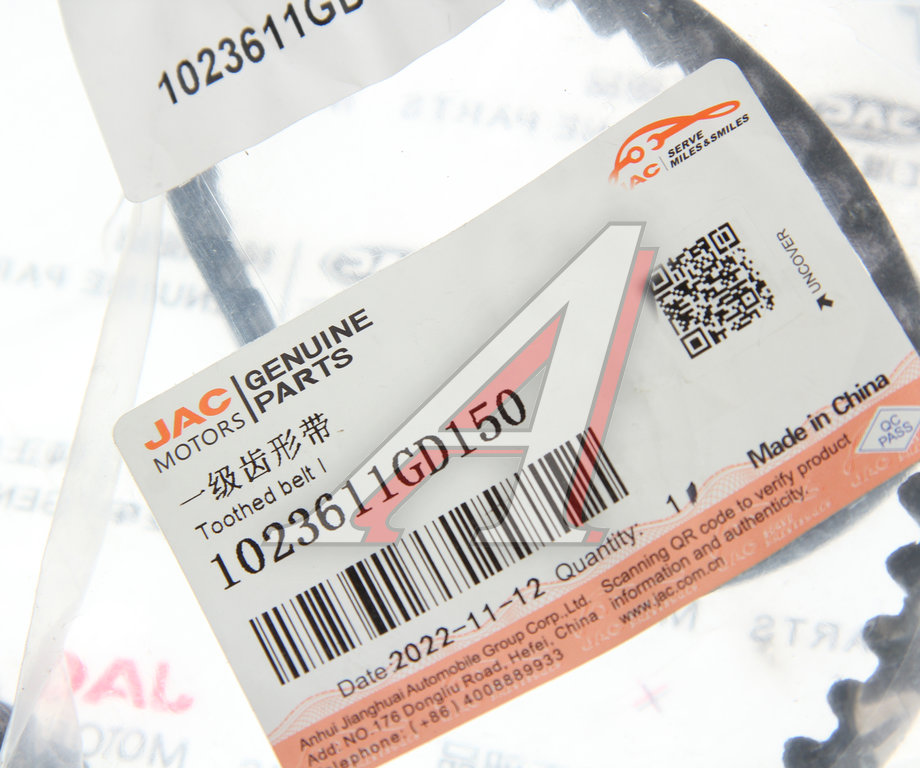 1023611GD
JAC
SERVE
MILES&SMILES
UNCOVER
JAC
MOTORS
GENUINE
PARTS
一级齿形带
Toothed belt I
1023611GD150
Made in China
QC
PASS
Date:2022-11-12
Quantity: 1
Anhui Jianghuai Automobile Group Corp.,Ltd.
Add: NO.176 Dongliu Road, Hefei, China
Telephone: (+86)4008889933
Scanning QR code to verify product
information and authenticity.
www.jac.com.cn